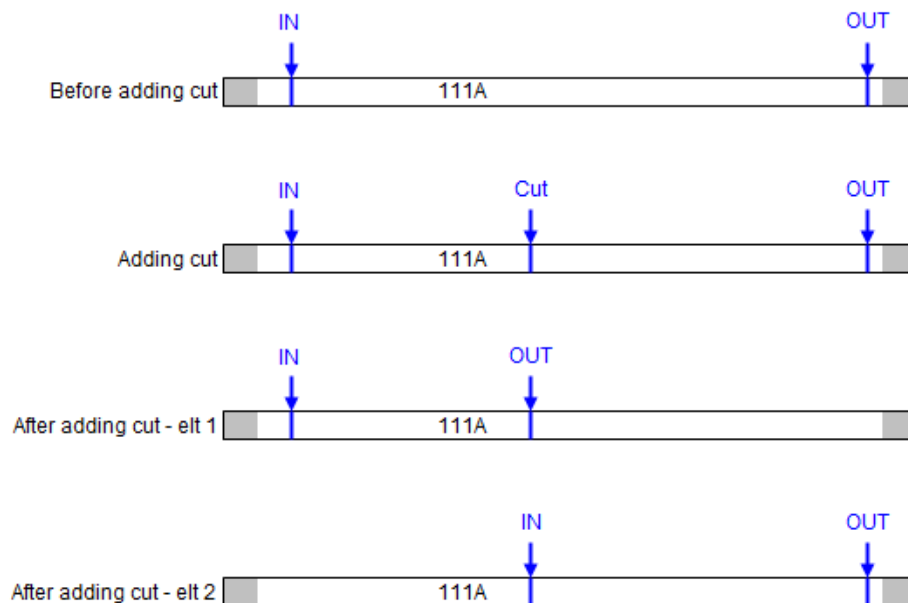 IN OUT
Before adding cut 111A
IN Cut OUT
Adding cut 111A
IN OUT
After adding cut - elt 1 111A
IN OUT
After adding cut - elt 2 111A